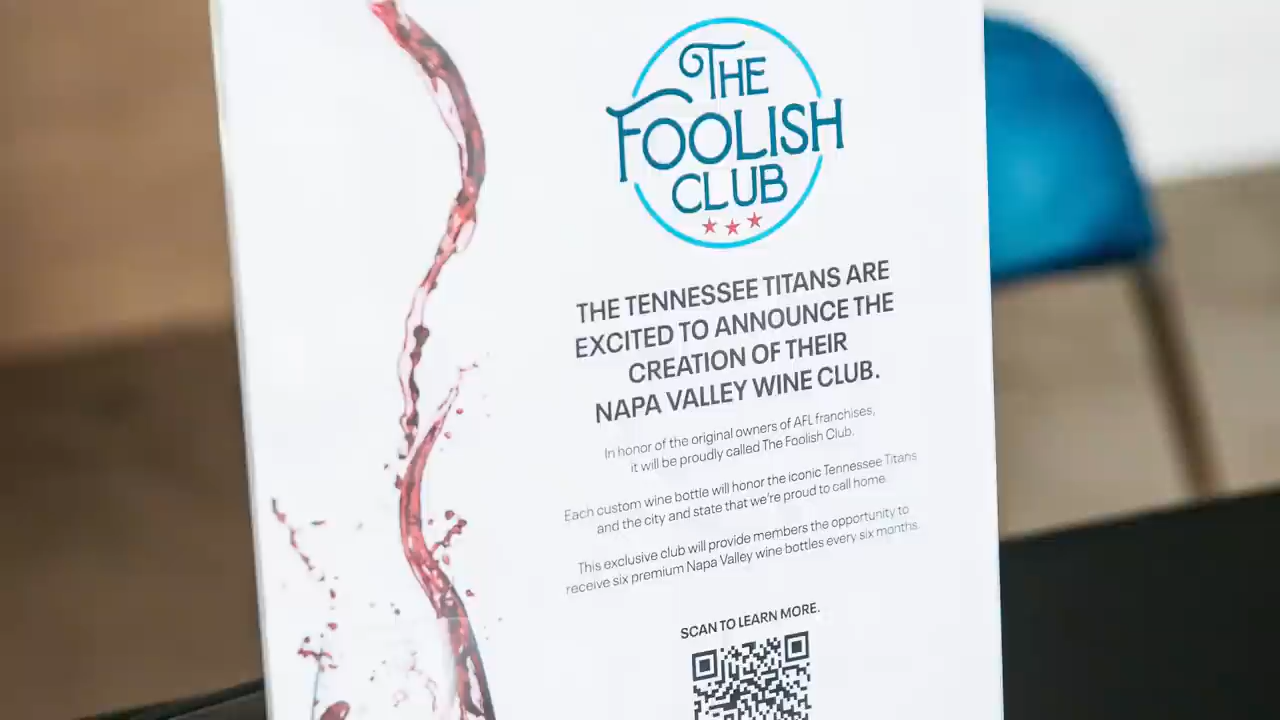 THE
FOOLISH
CLUB
THE TENNESSEE TITANS ARE
EXCITED TO ANNOUNCE THE
CREATION OF THEIR
NAPA VALLEY WINE CLUB.
In honor of the original owners of AFL franchises,
it will be proudly called The Foolish Club.
Each custom wine bottle will honor the iconic Tennessee Titans
and the city and state that we're proud to call home.
This exclusive club will provide members the opportunity to
receive six premium Napa Valley wine bottles every six months.
SCAN TO LEARN MORE.